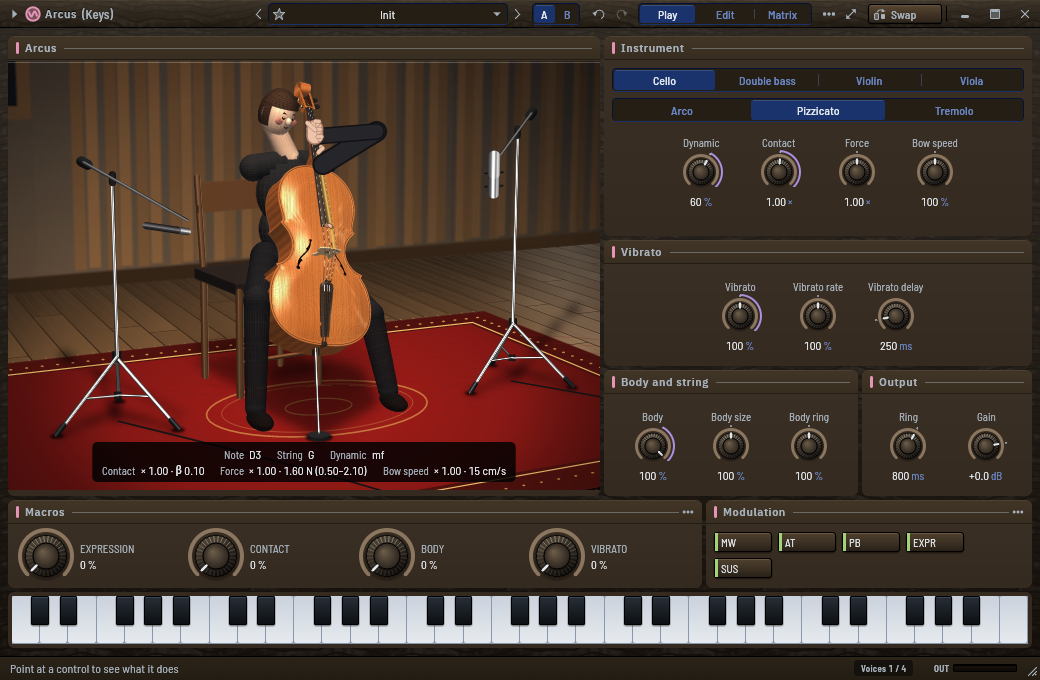 Arcus (Keys)
Init
A B
Play Edit Matrix
Swap
Arcus
Instrument
Cello Double bass Violin Viola
Arco Pizzicato Tremolo
Dynamic Contact Force Bow speed
60 % 1.00 × 1.00 × 100 %
Vibrato
Vibrato Vibrato rate Vibrato delay
100 % 100 % 250 ms
Body and string
Body Body size Body ring
100 % 100 % 100 %
Output
Ring Gain
800 ms +0.0 dB
Note D3 String G Dynamic mf
Contact × 1.00 · β 0.10 Force × 1.00 · 1.60 N (0.50–2.10) Bow speed × 1.00 · 15 cm/s
Macros
EXPRESSION
0 %
CONTACT
0 %
BODY
0 %
VIBRATO
0 %
Modulation
MW AT PB EXPR
SUS
Point at a control to see what it does
Voices 1 / 4
OUT